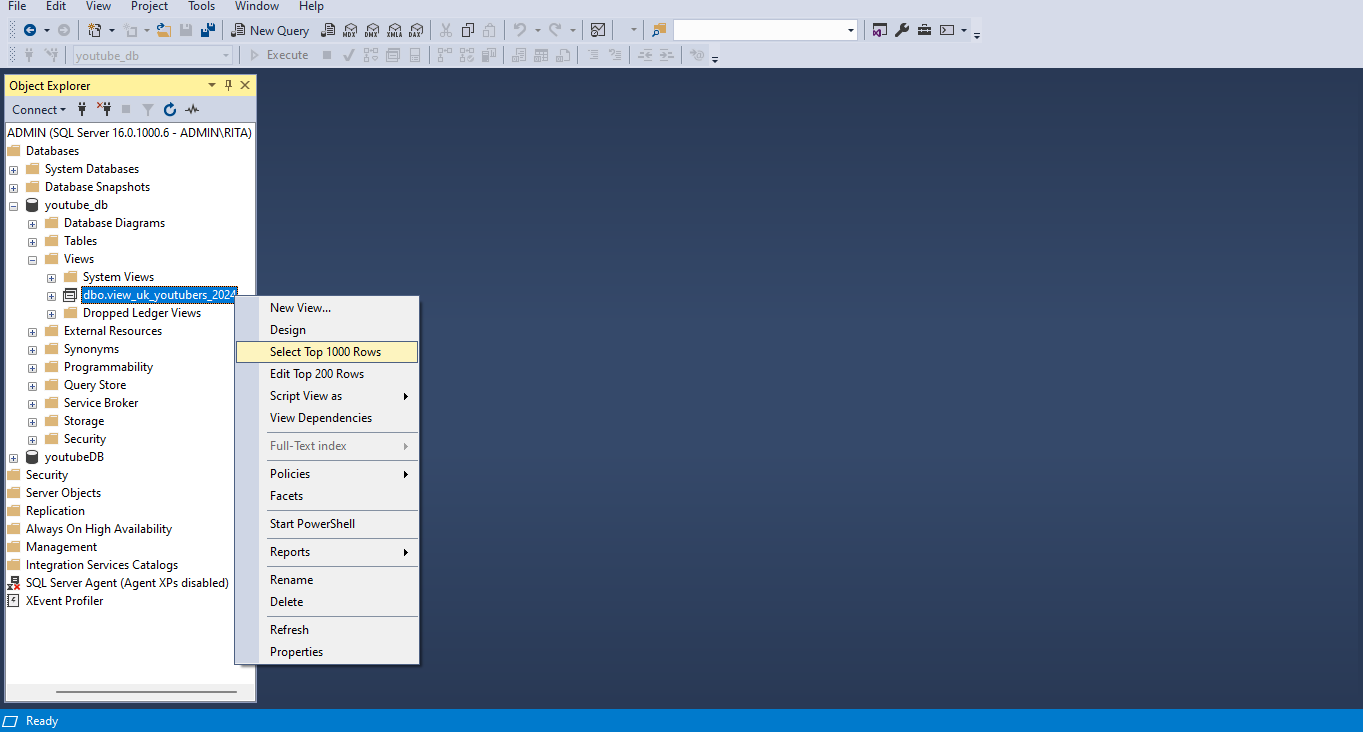 File Edit View Project Tools Window Help
New Query MDX DMX XMLA DAX
youtube_db Execute
Object Explorer
Connect
ADMIN (SQL Server 16.0.1000.6 - ADMIN\RITA)
Databases
System Databases
Database Snapshots
youtube_db
Database Diagrams
Tables
Views
System Views
dbo.view_uk_youtubers_2024
Dropped Ledger Views
External Resources
Synonyms
Programmability
Query Store
Service Broker
Storage
Security
youtubeDB
Security
Server Objects
Replication
Always On High Availability
Management
Integration Services Catalogs
SQL Server Agent (Agent XPs disabled)
XEvent Profiler
New View...
Design
Select Top 1000 Rows
Edit Top 200 Rows
Script View as
View Dependencies
Full-Text index
Policies
Facets
Start PowerShell
Reports
Rename
Delete
Refresh
Properties
Ready